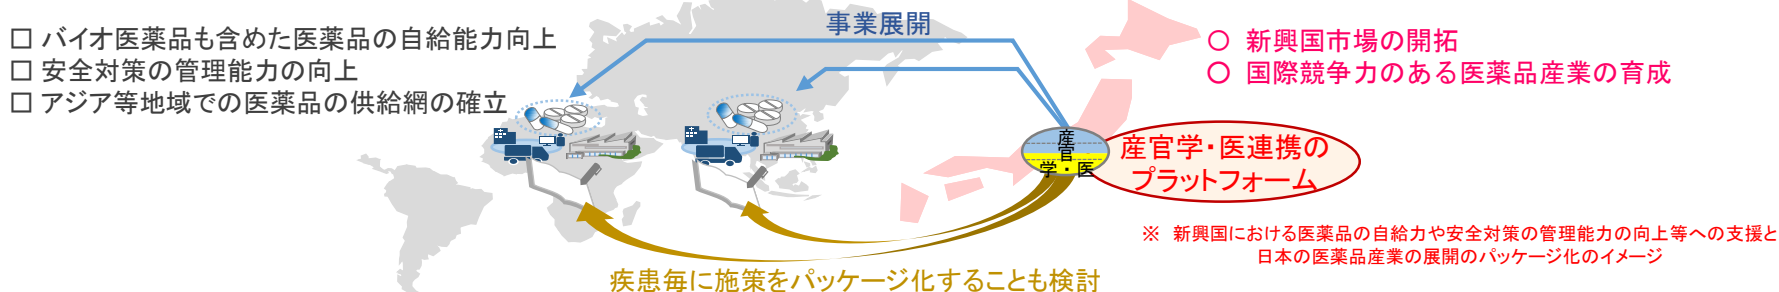 事業展開
□ バイオ医薬品も含めた医薬品の自給能力向上
□ 安全対策の管理能力の向上
□ アジア等地域での医薬品の供給網の確立
○ 新興国市場の開拓
○ 国際競争力のある医薬品産業の育成
産
官
学・医
産官学・医連携の
プラットフォーム
※ 新興国における医薬品の自給力や安全対策の管理能力の向上等への支援と
日本の医薬品産業の展開のパッケージ化のイメージ
疾患毎に施策をパッケージ化することも検討